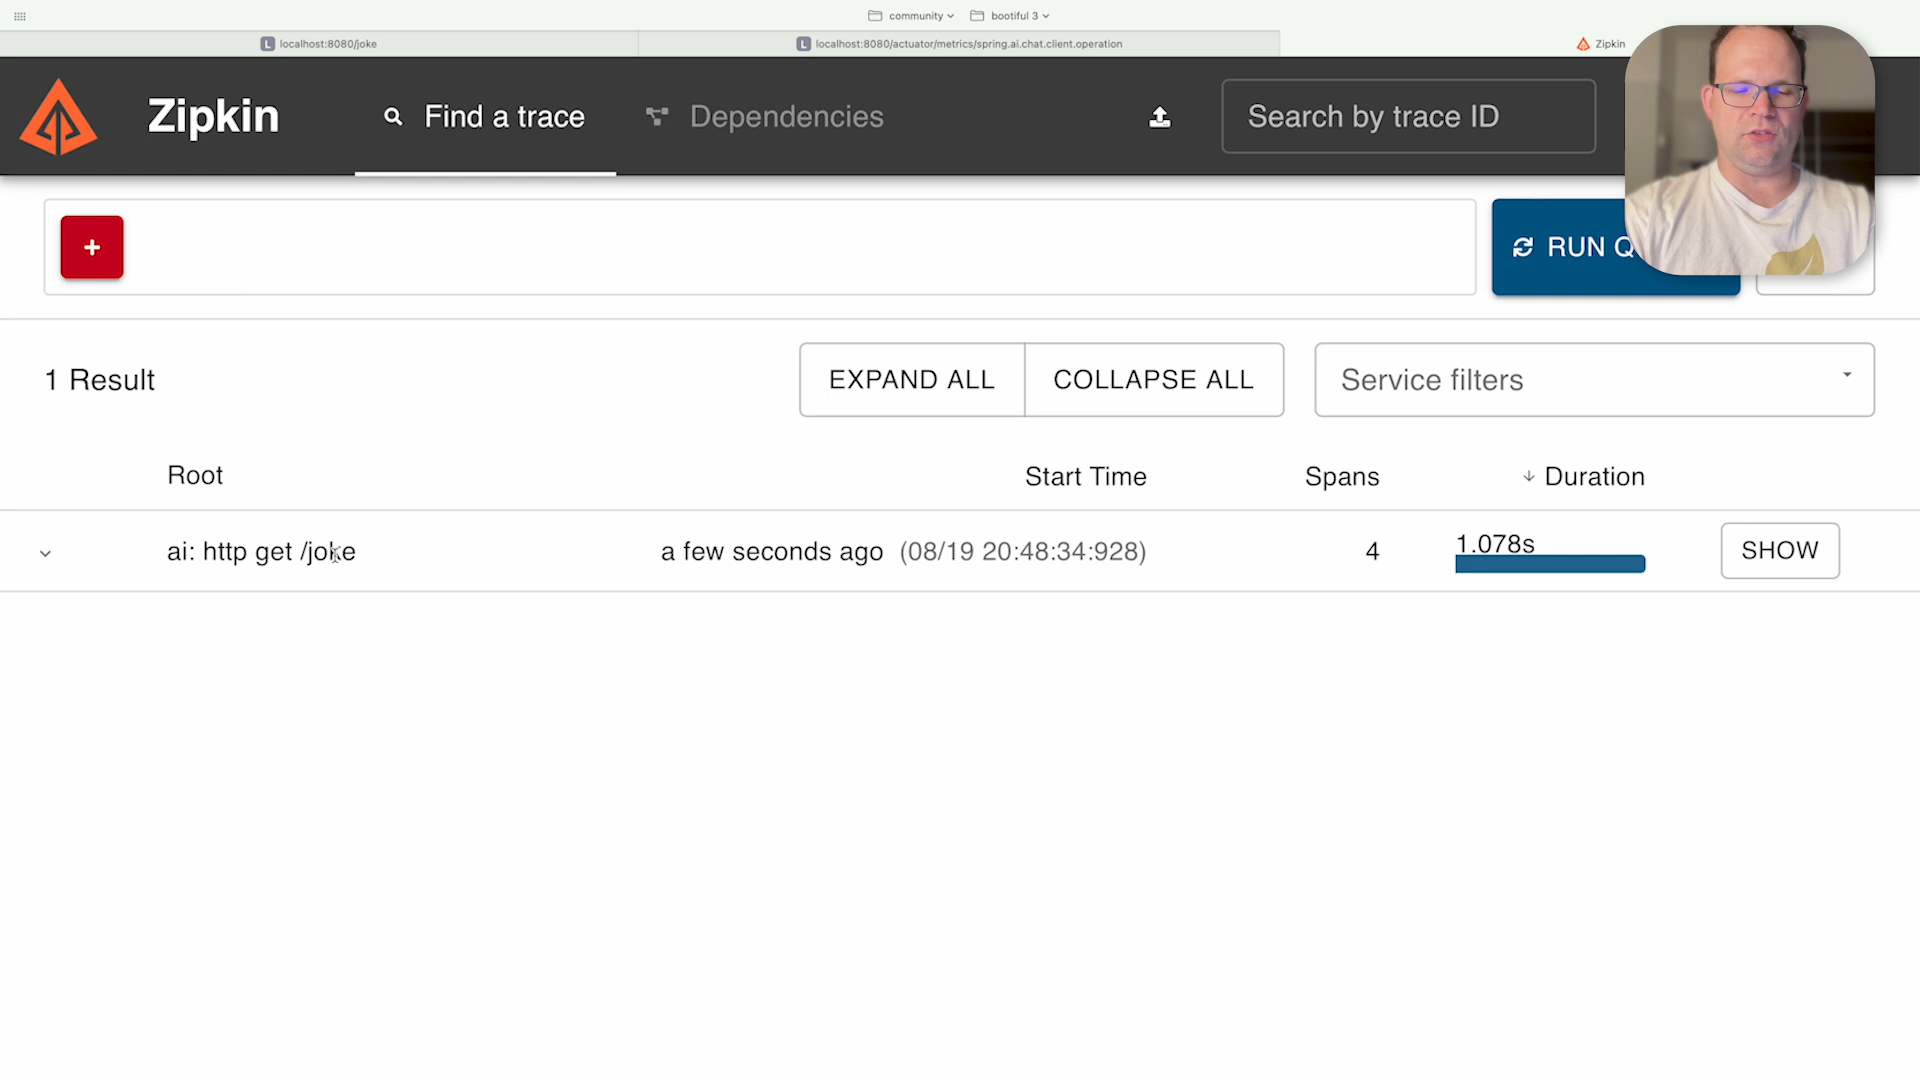 community
bootiful 3
localhost:8080/joke
localhost:8080/actuator/metrics/spring.ai.chat.client.operation
Zipkin
Zipkin
Find a trace
Dependencies
Search by trace ID
+
RUN Q
1 Result
EXPAND ALL
COLLAPSE ALL
Service filters
Root
Start Time
Spans
Duration
ai: http get /joke
a few seconds ago (08/19 20:48:34:928)
4
1.078s
SHOW